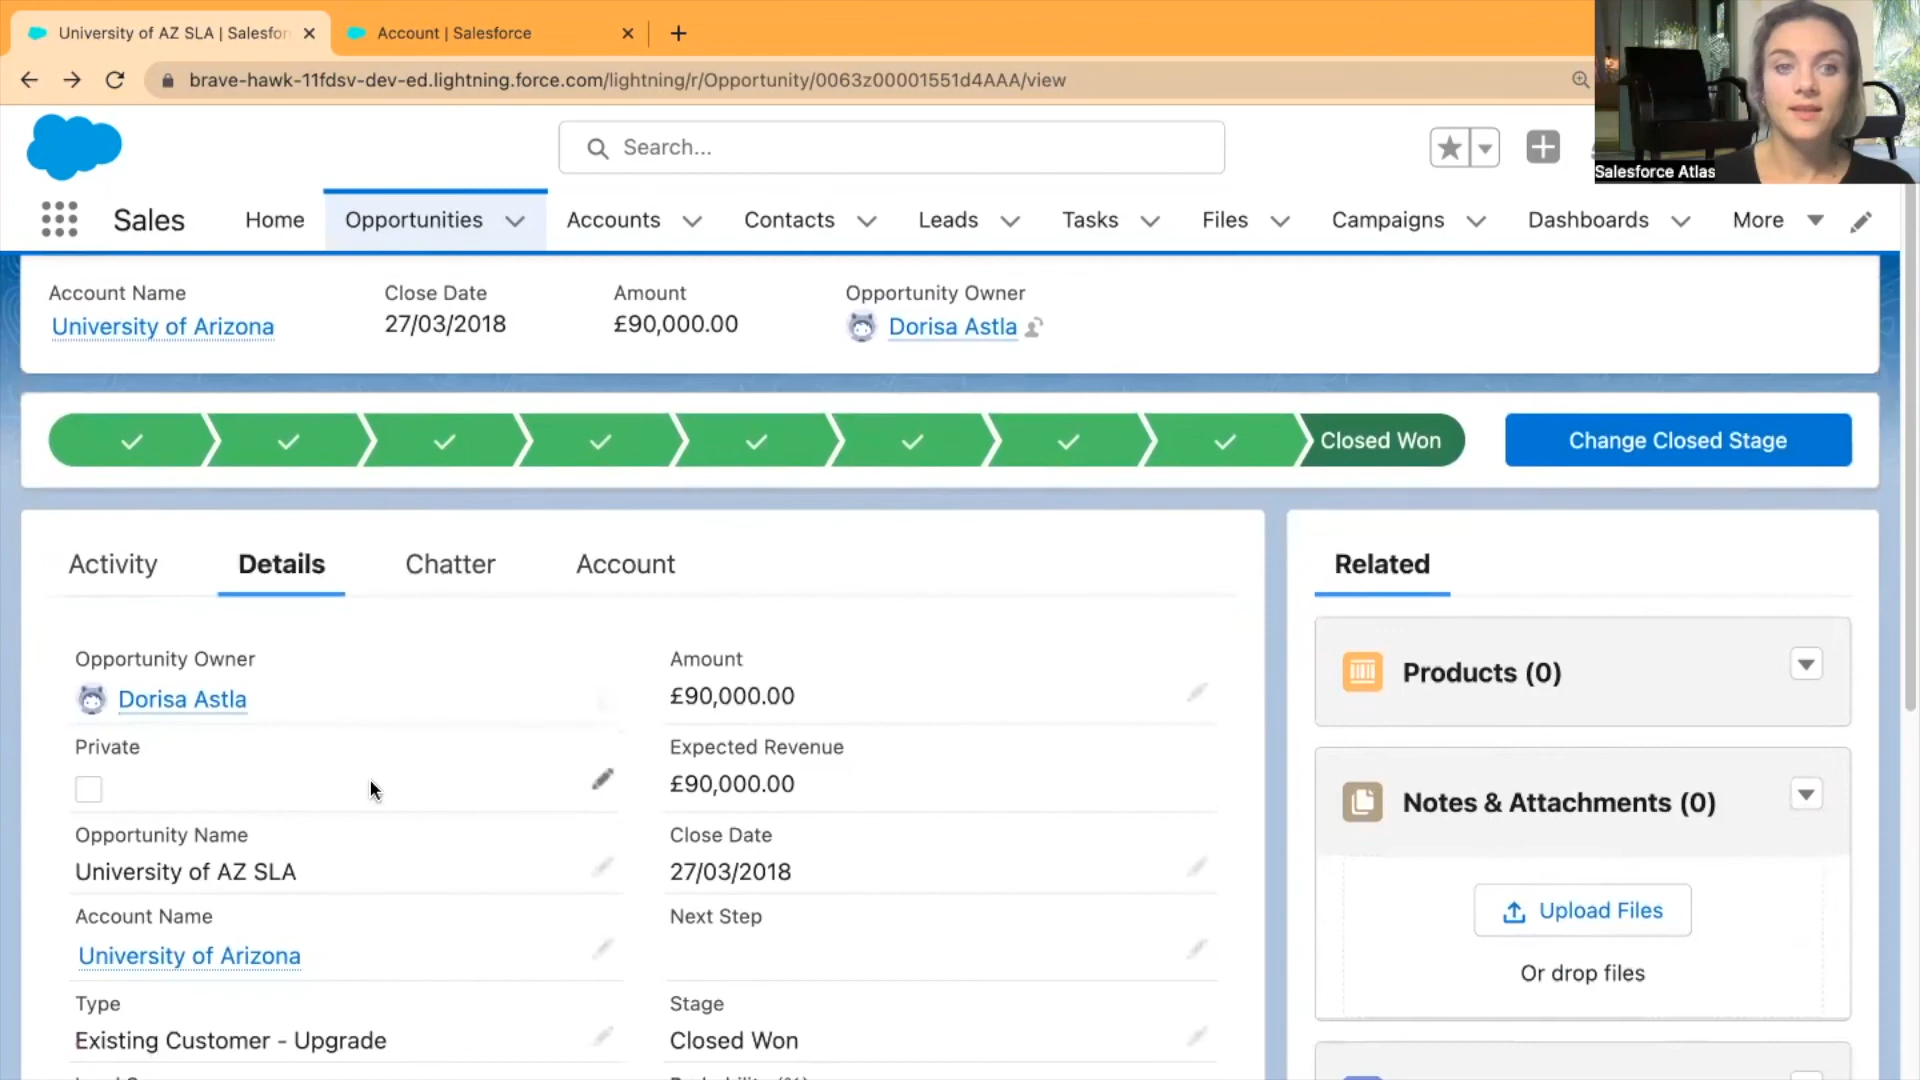 University of AZ SLA | Salesfor
Account | Salesforce
brave-hawk-11fdsv-dev-ed.lightning.force.com/lightning/r/Opportunity/0063z00001551d4AAA/view
Search...
Salesforce Atlas
Sales
Home
Opportunities
Accounts
Contacts
Leads
Tasks
Files
Campaigns
Dashboards
More
Account Name
University of Arizona
Close Date
27/03/2018
Amount
£90,000.00
Opportunity Owner
Dorisa Astla
Closed Won
Change Closed Stage
Activity
Details
Chatter
Account
Opportunity Owner
Dorisa Astla
Amount
£90,000.00
Private
Expected Revenue
£90,000.00
Opportunity Name
University of AZ SLA
Close Date
27/03/2018
Account Name
University of Arizona
Next Step
Type
Existing Customer - Upgrade
Stage
Closed Won
Related
Products (0)
Notes & Attachments (0)
Upload Files
Or drop files